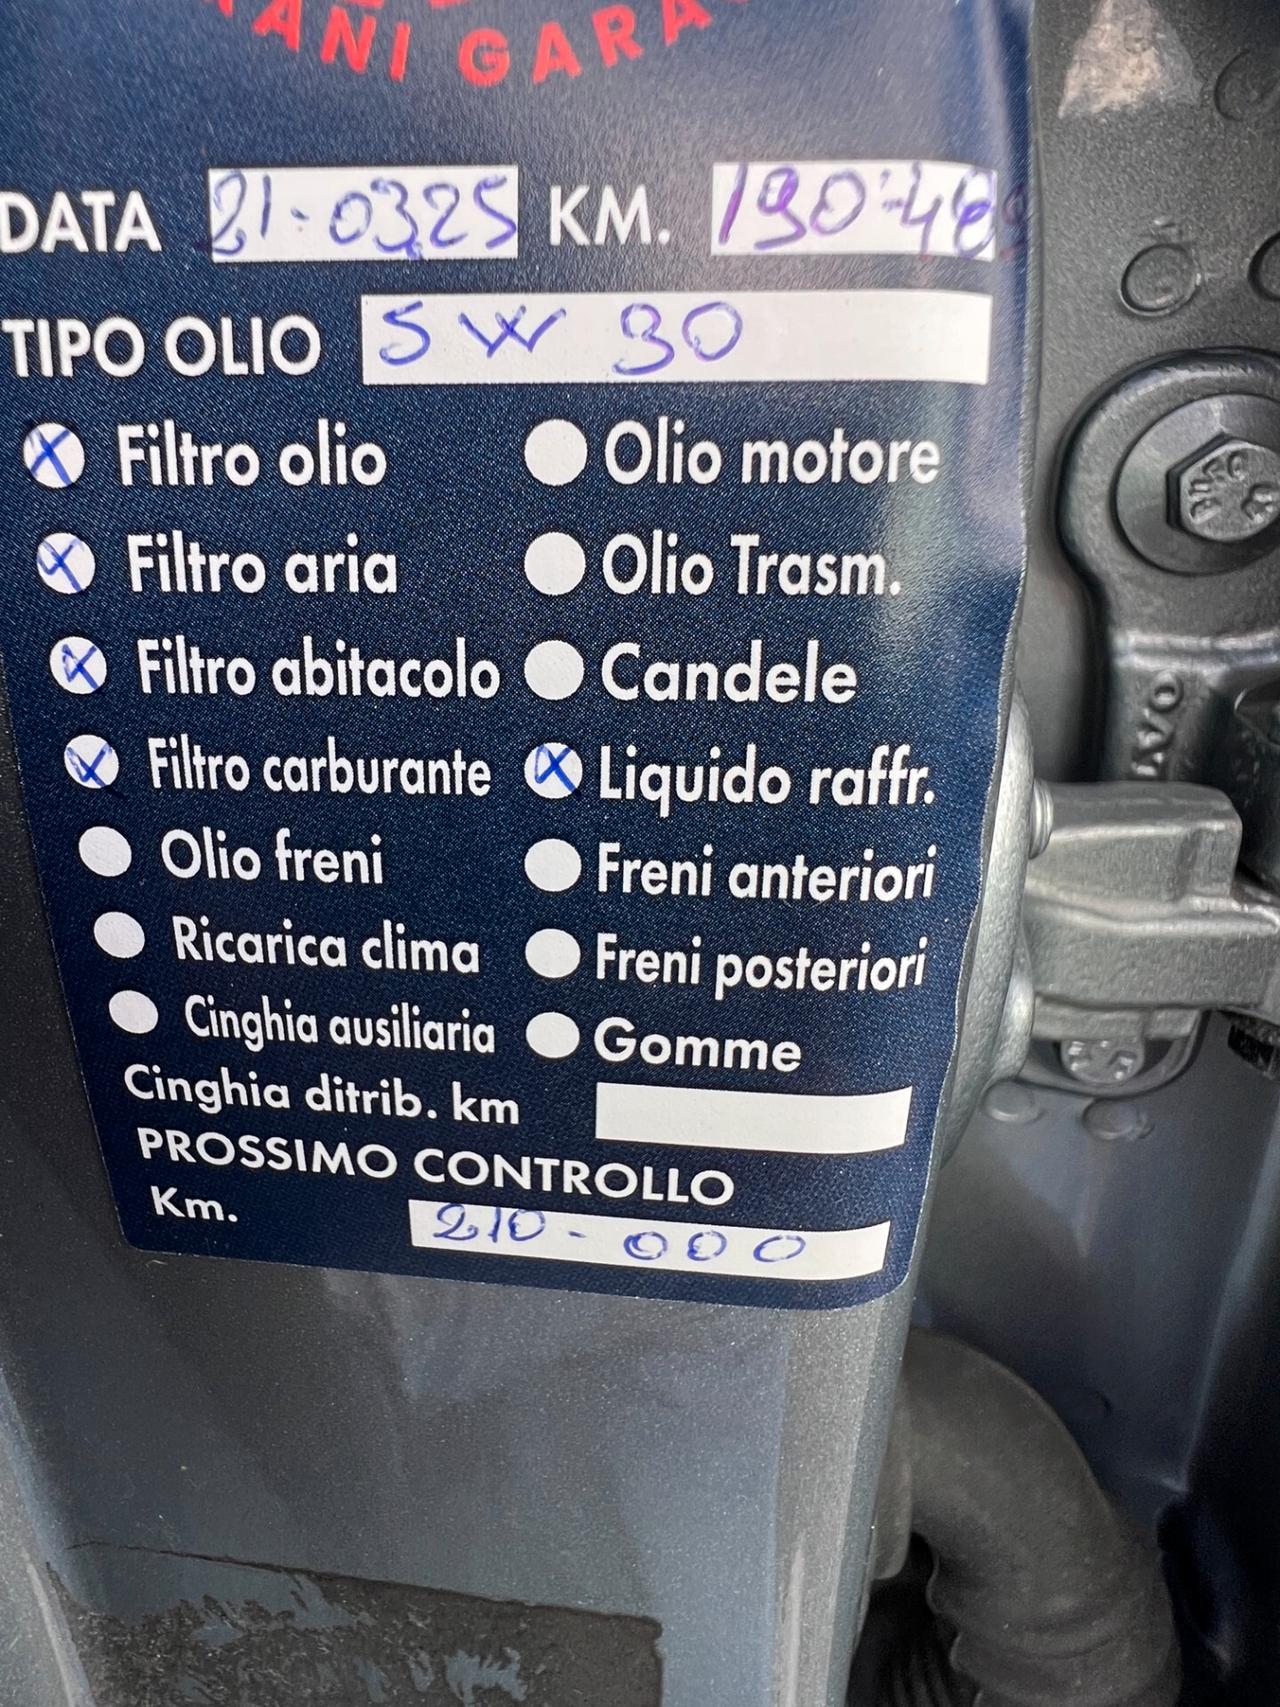 ANI GARA
DATA 21-03.25 KM. 190-489
TIPO OLIO 5W 30
X Filtro olio Olio motore
X Filtro aria Olio Trasm.
X Filtro abitacolo Candele
X Filtro carburante X Liquido raffr.
Olio freni Freni anteriori
Ricarica clima Freni posteriori
Cinghia ausiliaria Gomme
Cinghia ditrib. km
PROSSIMO CONTROLLO
Km. 210-000